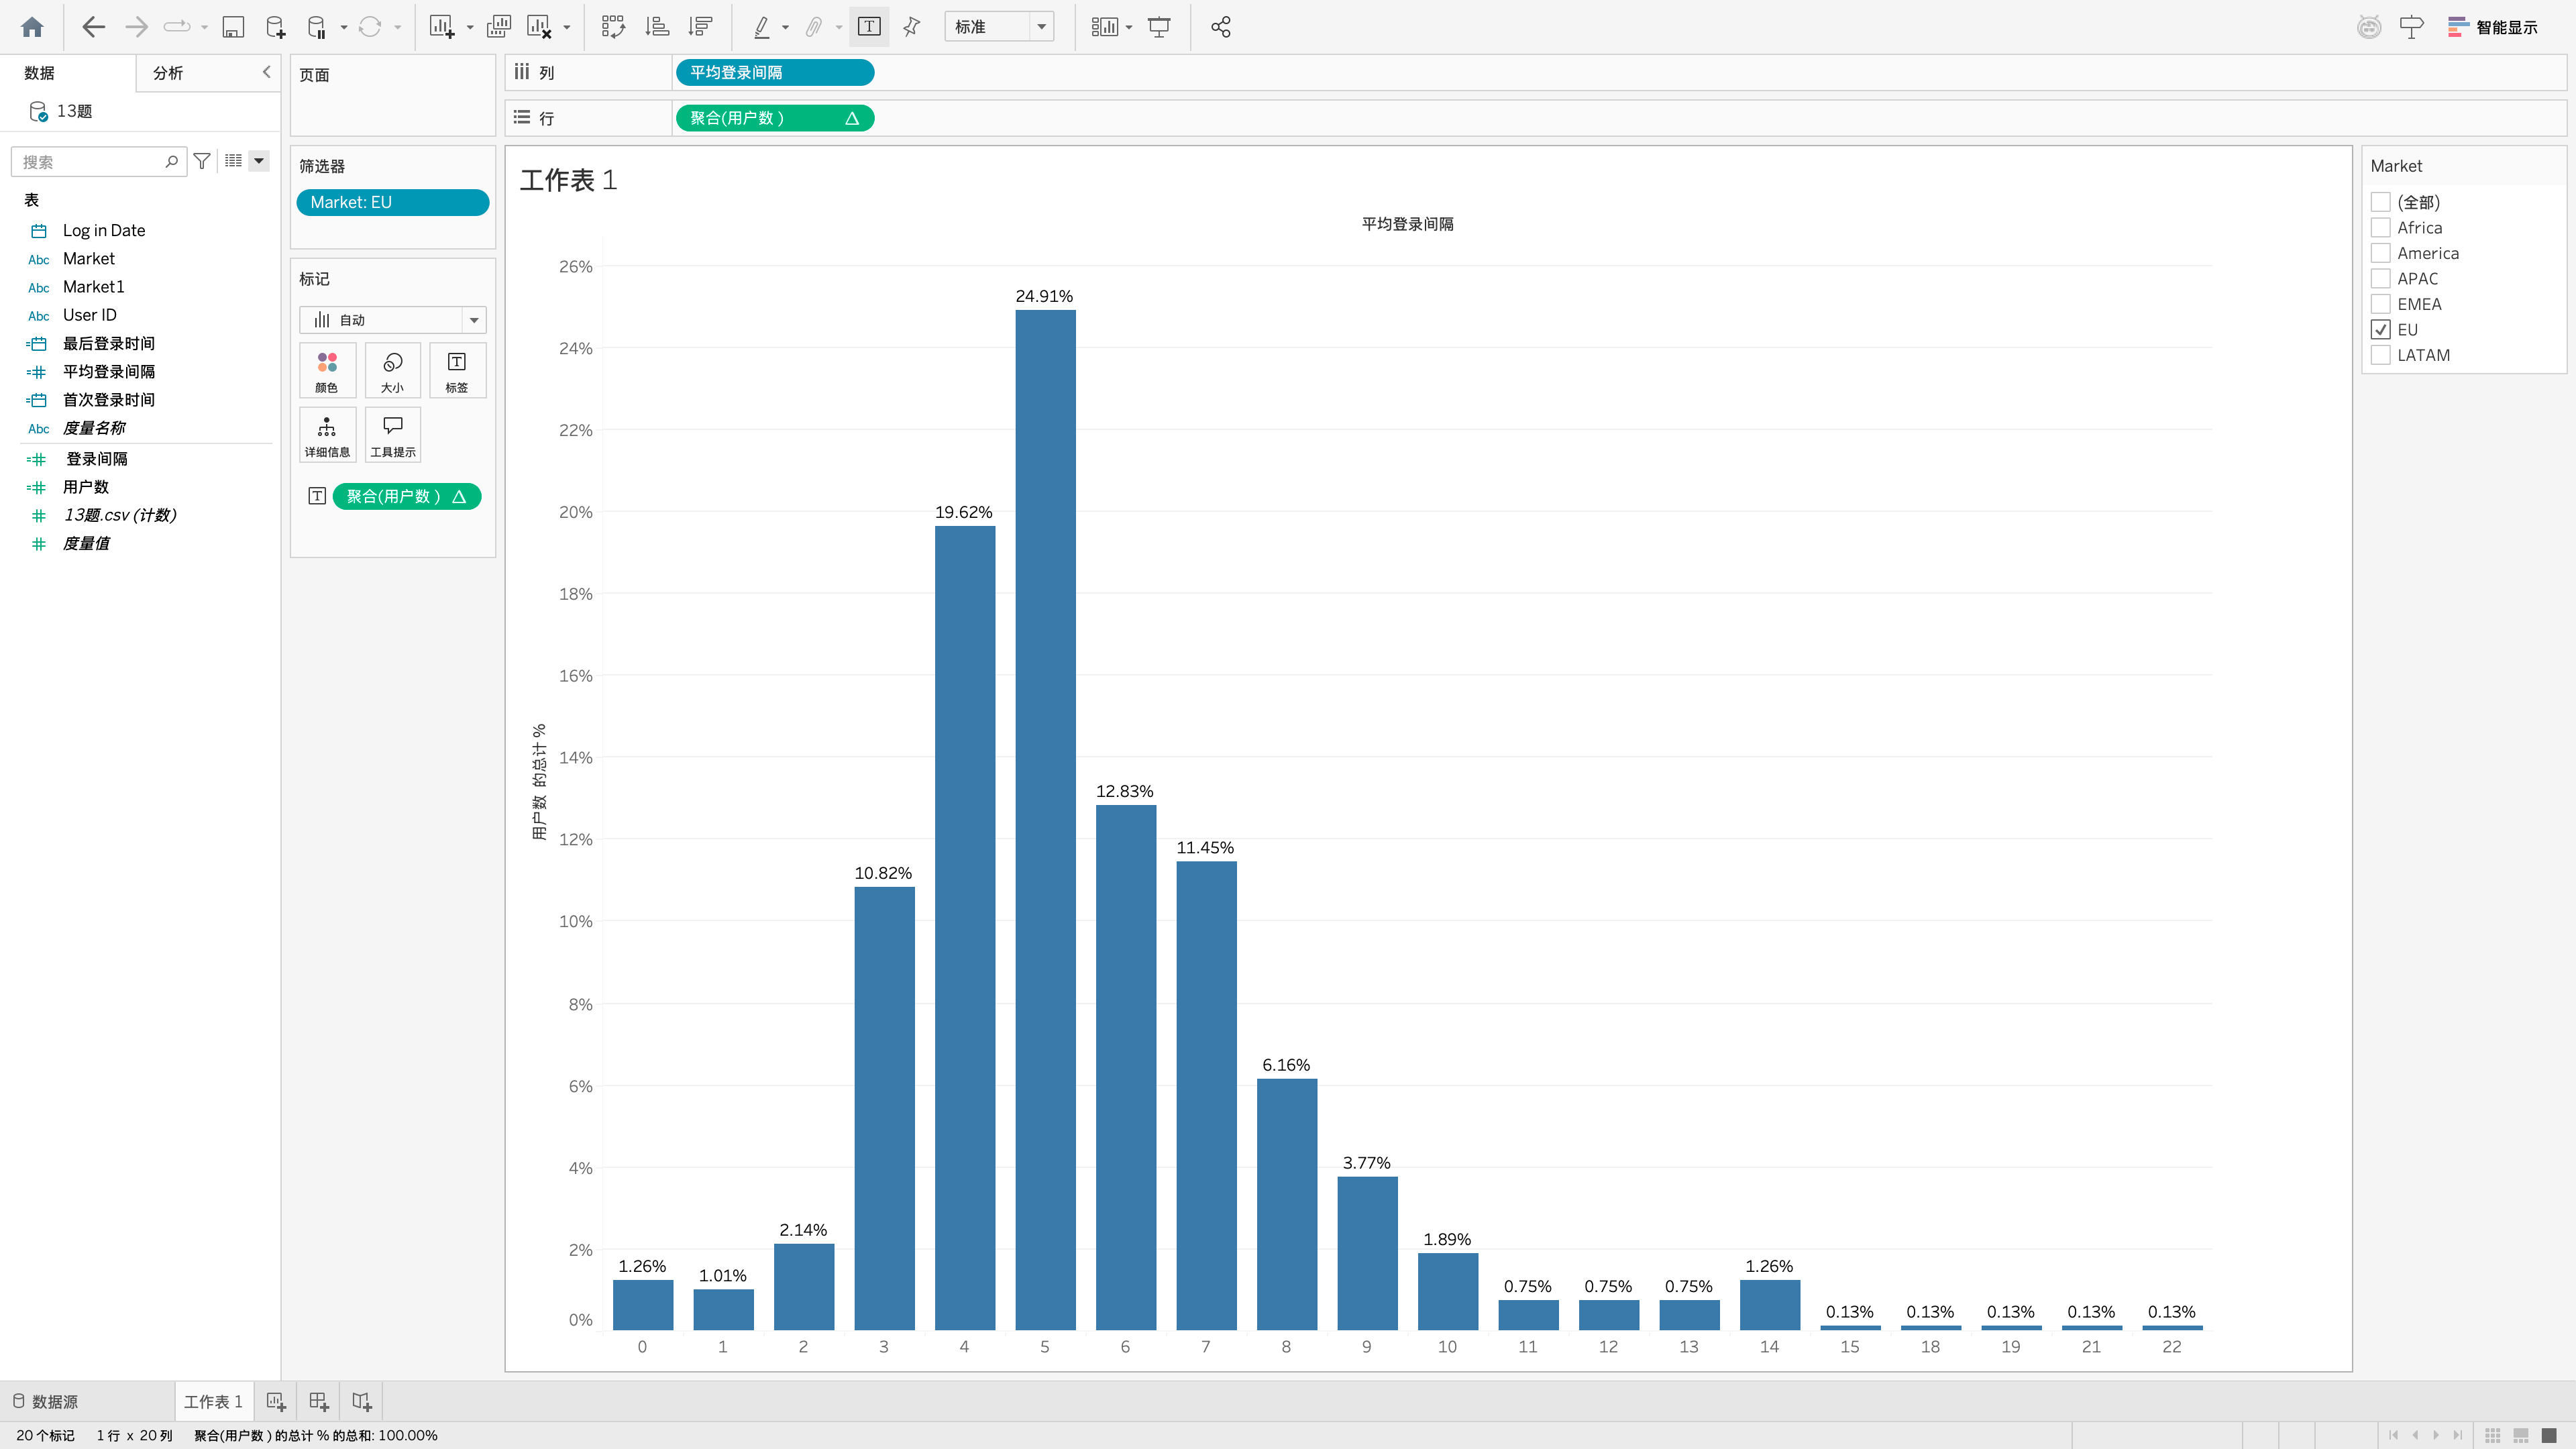 标准
智能显示
数据
分析
13题
搜索
表
Log in Date
Abc Market
Abc Market1
Abc User ID
最后登录时间
平均登录间隔
首次登录时间
Abc 度量名称
登录间隔
用户数
13题.csv (计数)
度量值
页面
筛选器
Market: EU
标记
自动
颜色
大小
标签
详细信息
工具提示
聚合(用户数 )
列
平均登录间隔
行
聚合(用户数 )
工作表 1
平均登录间隔
用户数 的总计 %
26%
24%
22%
20%
18%
16%
14%
12%
10%
8%
6%
4%
2%
0%
1.26%
1.01%
2.14%
10.82%
19.62%
24.91%
12.83%
11.45%
6.16%
3.77%
1.89%
0.75%
0.75%
0.75%
1.26%
0.13%
0.13%
0.13%
0.13%
0.13%
0 1 2 3 4 5 6 7 8 9 10 11 12 13 14 15 18 19 21 22
Market
(全部)
Africa
America
APAC
EMEA
EU
LATAM
数据源
工作表 1
20 个标记 1 行 x 20 列 聚合(用户数 ) 的总计 % 的总和: 100.00%